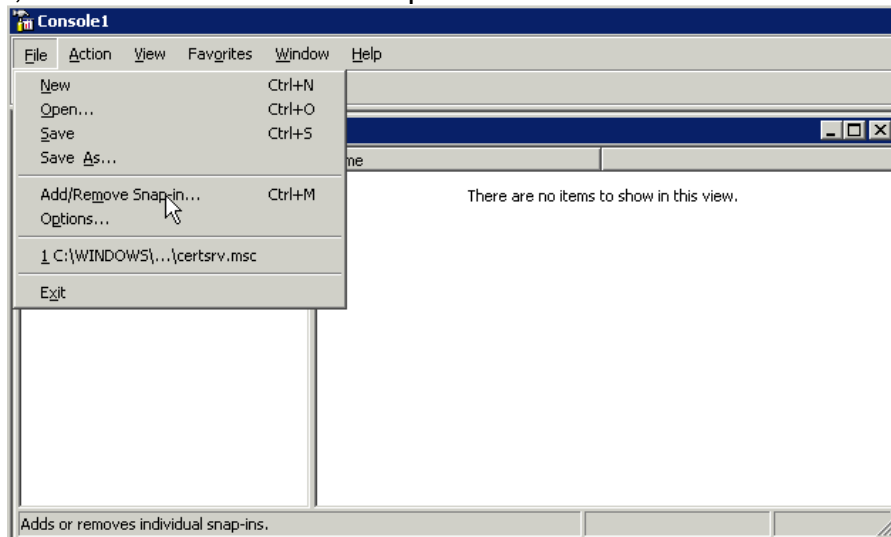 Console1
File Action View Favorites Window Help
New Ctrl+N
Open... Ctrl+O
Save Ctrl+S
Save As...
me
Add/Remove Snap-in... Ctrl+M
There are no items to show in this view.
Options...
1 C:\WINDOWS\...\certsrv.msc
Exit
Adds or removes individual snap-ins.